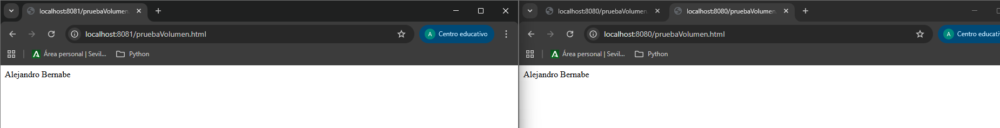 localhost:8081/pruebaVolumen.
localhost:8081/pruebaVolumen.html
A Centro educativo
Área personal | Sevil...
Python
Alejandro Bernabe
localhost:8080/pruebaVolumen.
localhost:8080/pruebaVolumen.
localhost:8080/pruebaVolumen.html
A Centro educati
Área personal | Sevil...
Python
Alejandro Bernabe